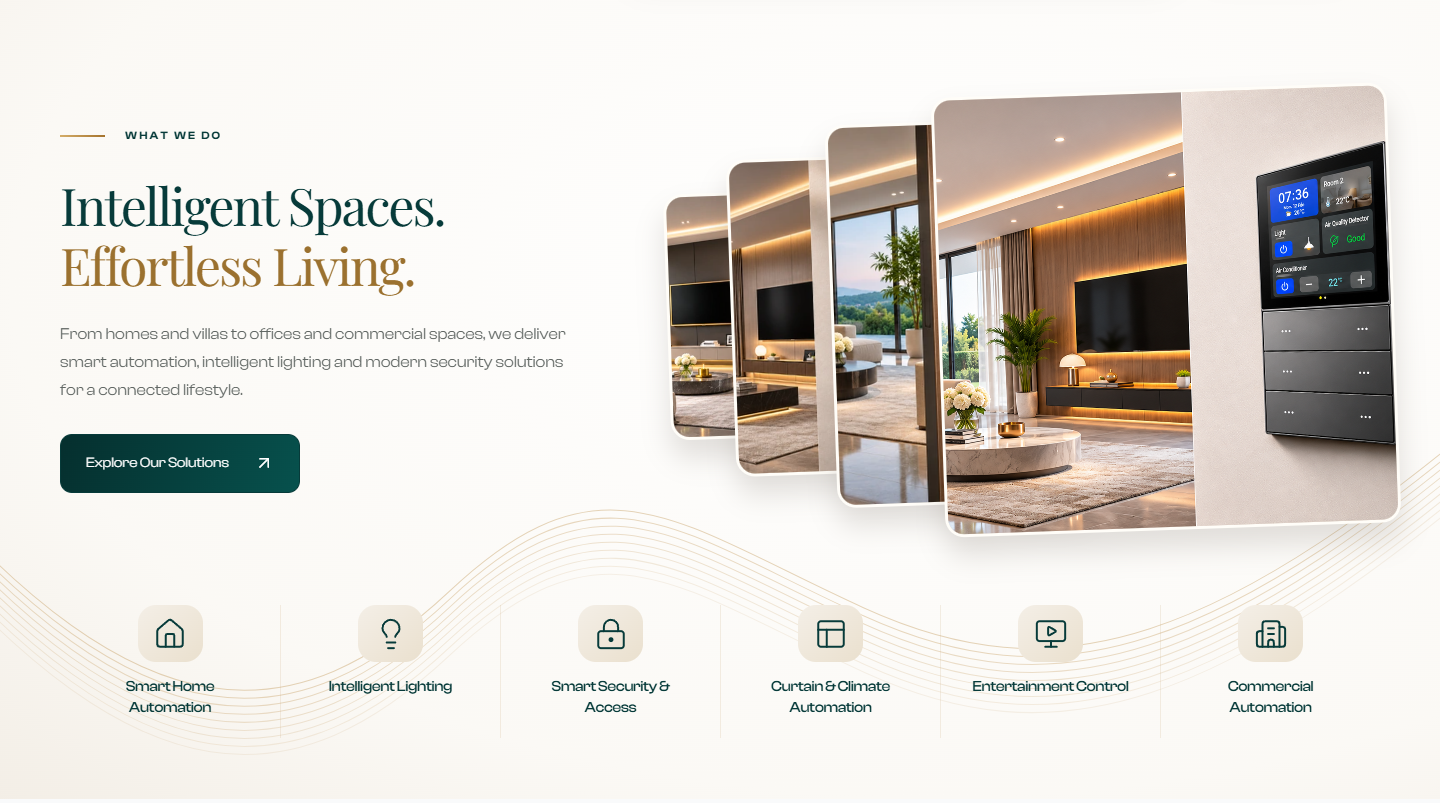 WHAT WE DO
Intelligent Spaces.
Effortless Living.
From homes and villas to offices and commercial spaces, we deliver
smart automation, intelligent lighting and modern security solutions
for a connected lifestyle.
Explore Our Solutions
07:36
Room 2
22°C
20°C
Light
Air Quality Detector
Good
Air Conditioner
22°C
Smart Home
Automation
Intelligent Lighting
Smart Security &
Access
Curtain & Climate
Automation
Entertainment Control
Commercial
Automation